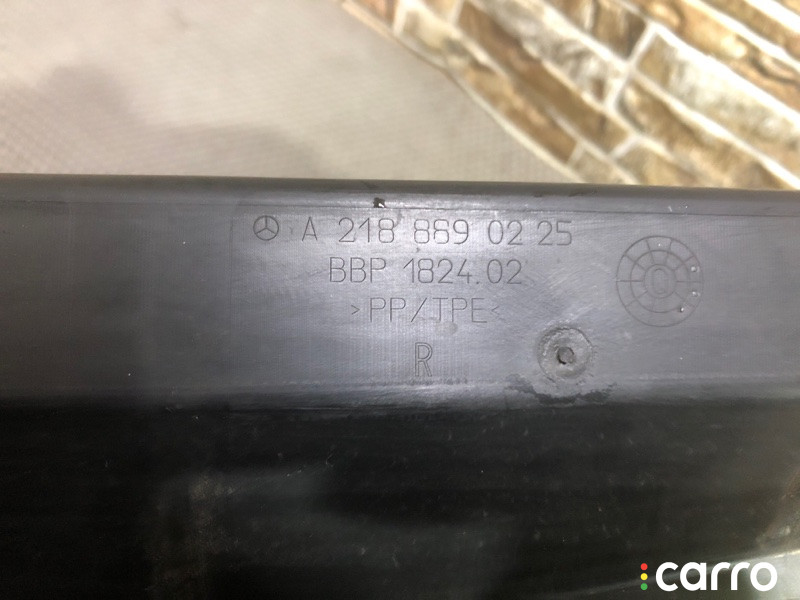 A 218 889 02 25
BBP 1824.02
>PP/TPE<
R
carro